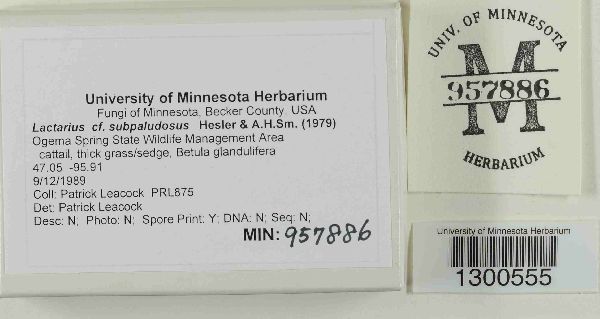 University of Minnesota Herbarium
Fungi of Minnesota, Becker County, USA
Lactarius cf. subpaludosus Hesler & A.H.Sm. (1979)
Ogema Spring State Wildlife Management Area
cattail, thick grass/sedge, Betula glandulifera
47.05 -95.91
9/12/1989
Coll: Patrick Leacock PRL875
Det: Patrick Leacock
Desc: N; Photo: N; Spore Print: Y; DNA: N; Seq: N;
MIN: 957886
UNIV. OF MINNESOTA
M
957886
HERBARIUM
University of Minnesota Herbarium
1300555